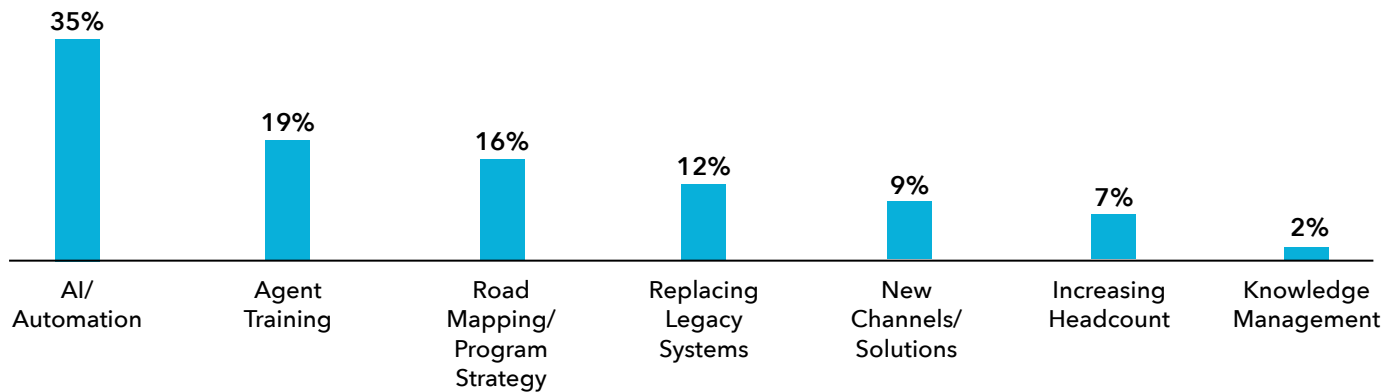 35%
19%
16%
12%
9%
7%
2%
AI/
Automation
Agent
Training
Road
Mapping/
Program
Strategy
Replacing
Legacy
Systems
New
Channels/
Solutions
Increasing
Headcount
Knowledge
Management